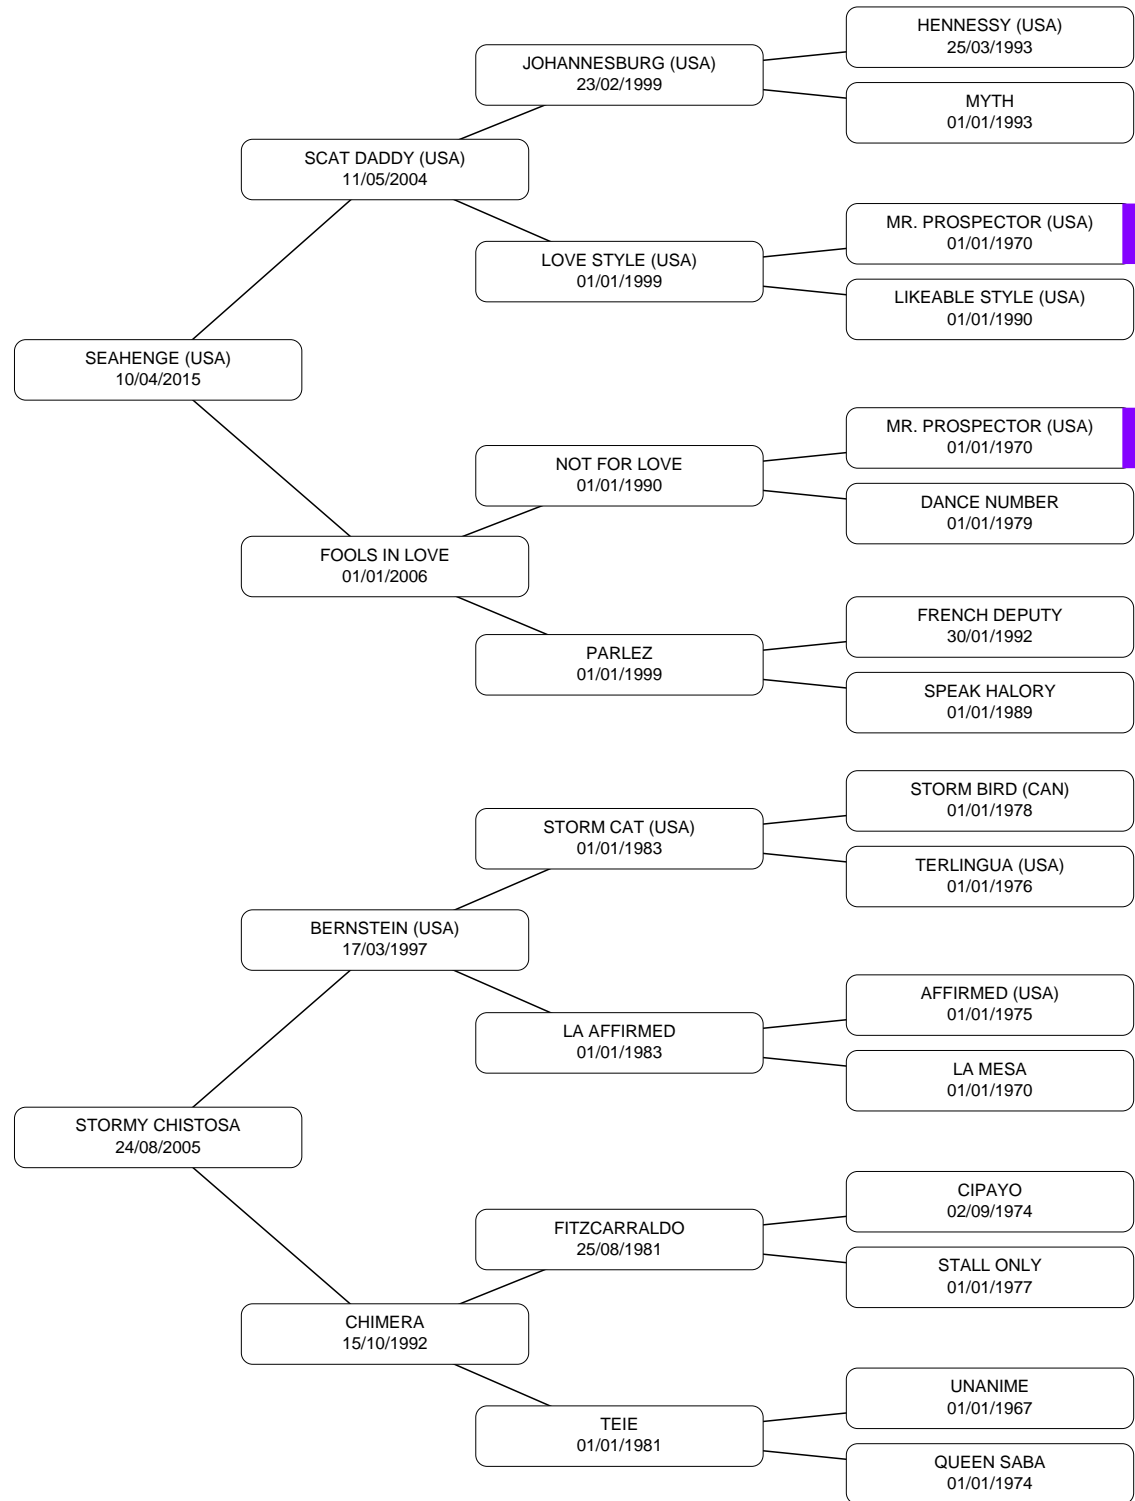 HENNESSY (USA)
25/03/1993
JOHANNESBURG (USA)
23/02/1999
MYTH
01/01/1993
SCAT DADDY (USA)
11/05/2004
MR. PROSPECTOR (USA)
01/01/1970
LOVE STYLE (USA)
01/01/1999
LIKEABLE STYLE (USA)
01/01/1990
SEAHENGE (USA)
10/04/2015
MR. PROSPECTOR (USA)
01/01/1970
NOT FOR LOVE
01/01/1990
DANCE NUMBER
01/01/1979
FOOLS IN LOVE
01/01/2006
FRENCH DEPUTY
30/01/1992
PARLEZ
01/01/1999
SPEAK HALORY
01/01/1989
STORM BIRD (CAN)
01/01/1978
STORM CAT (USA)
01/01/1983
TERLINGUA (USA)
01/01/1976
BERNSTEIN (USA)
17/03/1997
AFFIRMED (USA)
01/01/1975
LA AFFIRMED
01/01/1983
LA MESA
01/01/1970
STORMY CHISTOSA
24/08/2005
CIPAYO
02/09/1974
FITZCARRALDO
25/08/1981
STALL ONLY
01/01/1977
CHIMERA
15/10/1992
UNANIME
01/01/1967
TEIE
01/01/1981
QUEEN SABA
01/01/1974